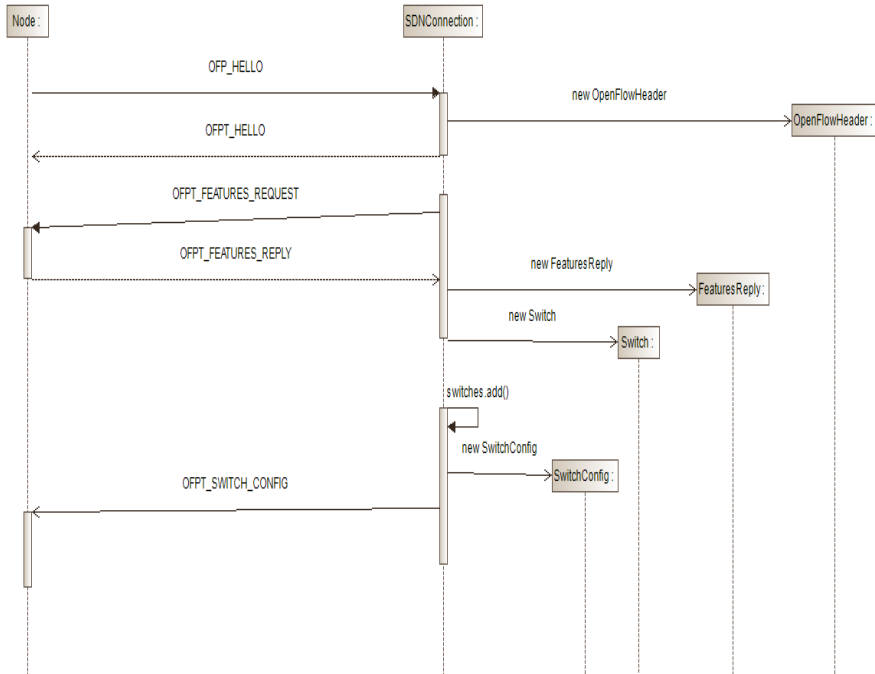 Node :
SDNConnection :
OFP_HELLO
new OpenFlowHeader
OpenFlowHeader :
OFPT_HELLO
OFPT_FEATURES_REQUEST
OFPT_FEATURES_REPLY
new FeaturesReply
FeaturesReply :
new Switch
Switch :
switches.add()
new SwitchConfig
SwitchConfig :
OFPT_SWITCH_CONFIG